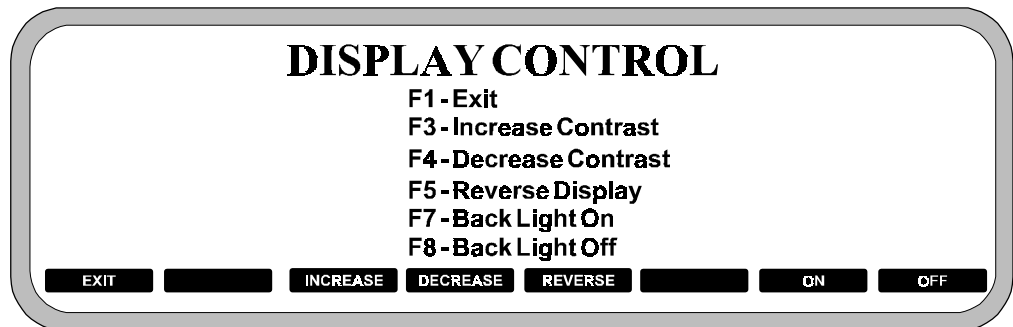 DISPLAY CONTROL
F1 - Exit
F3 - Increase Contrast
F4 - Decrease Contrast
F5 - Reverse Display
F7 - Back Light On
F8 - Back Light Off
EXIT INCREASE DECREASE REVERSE ON OFF